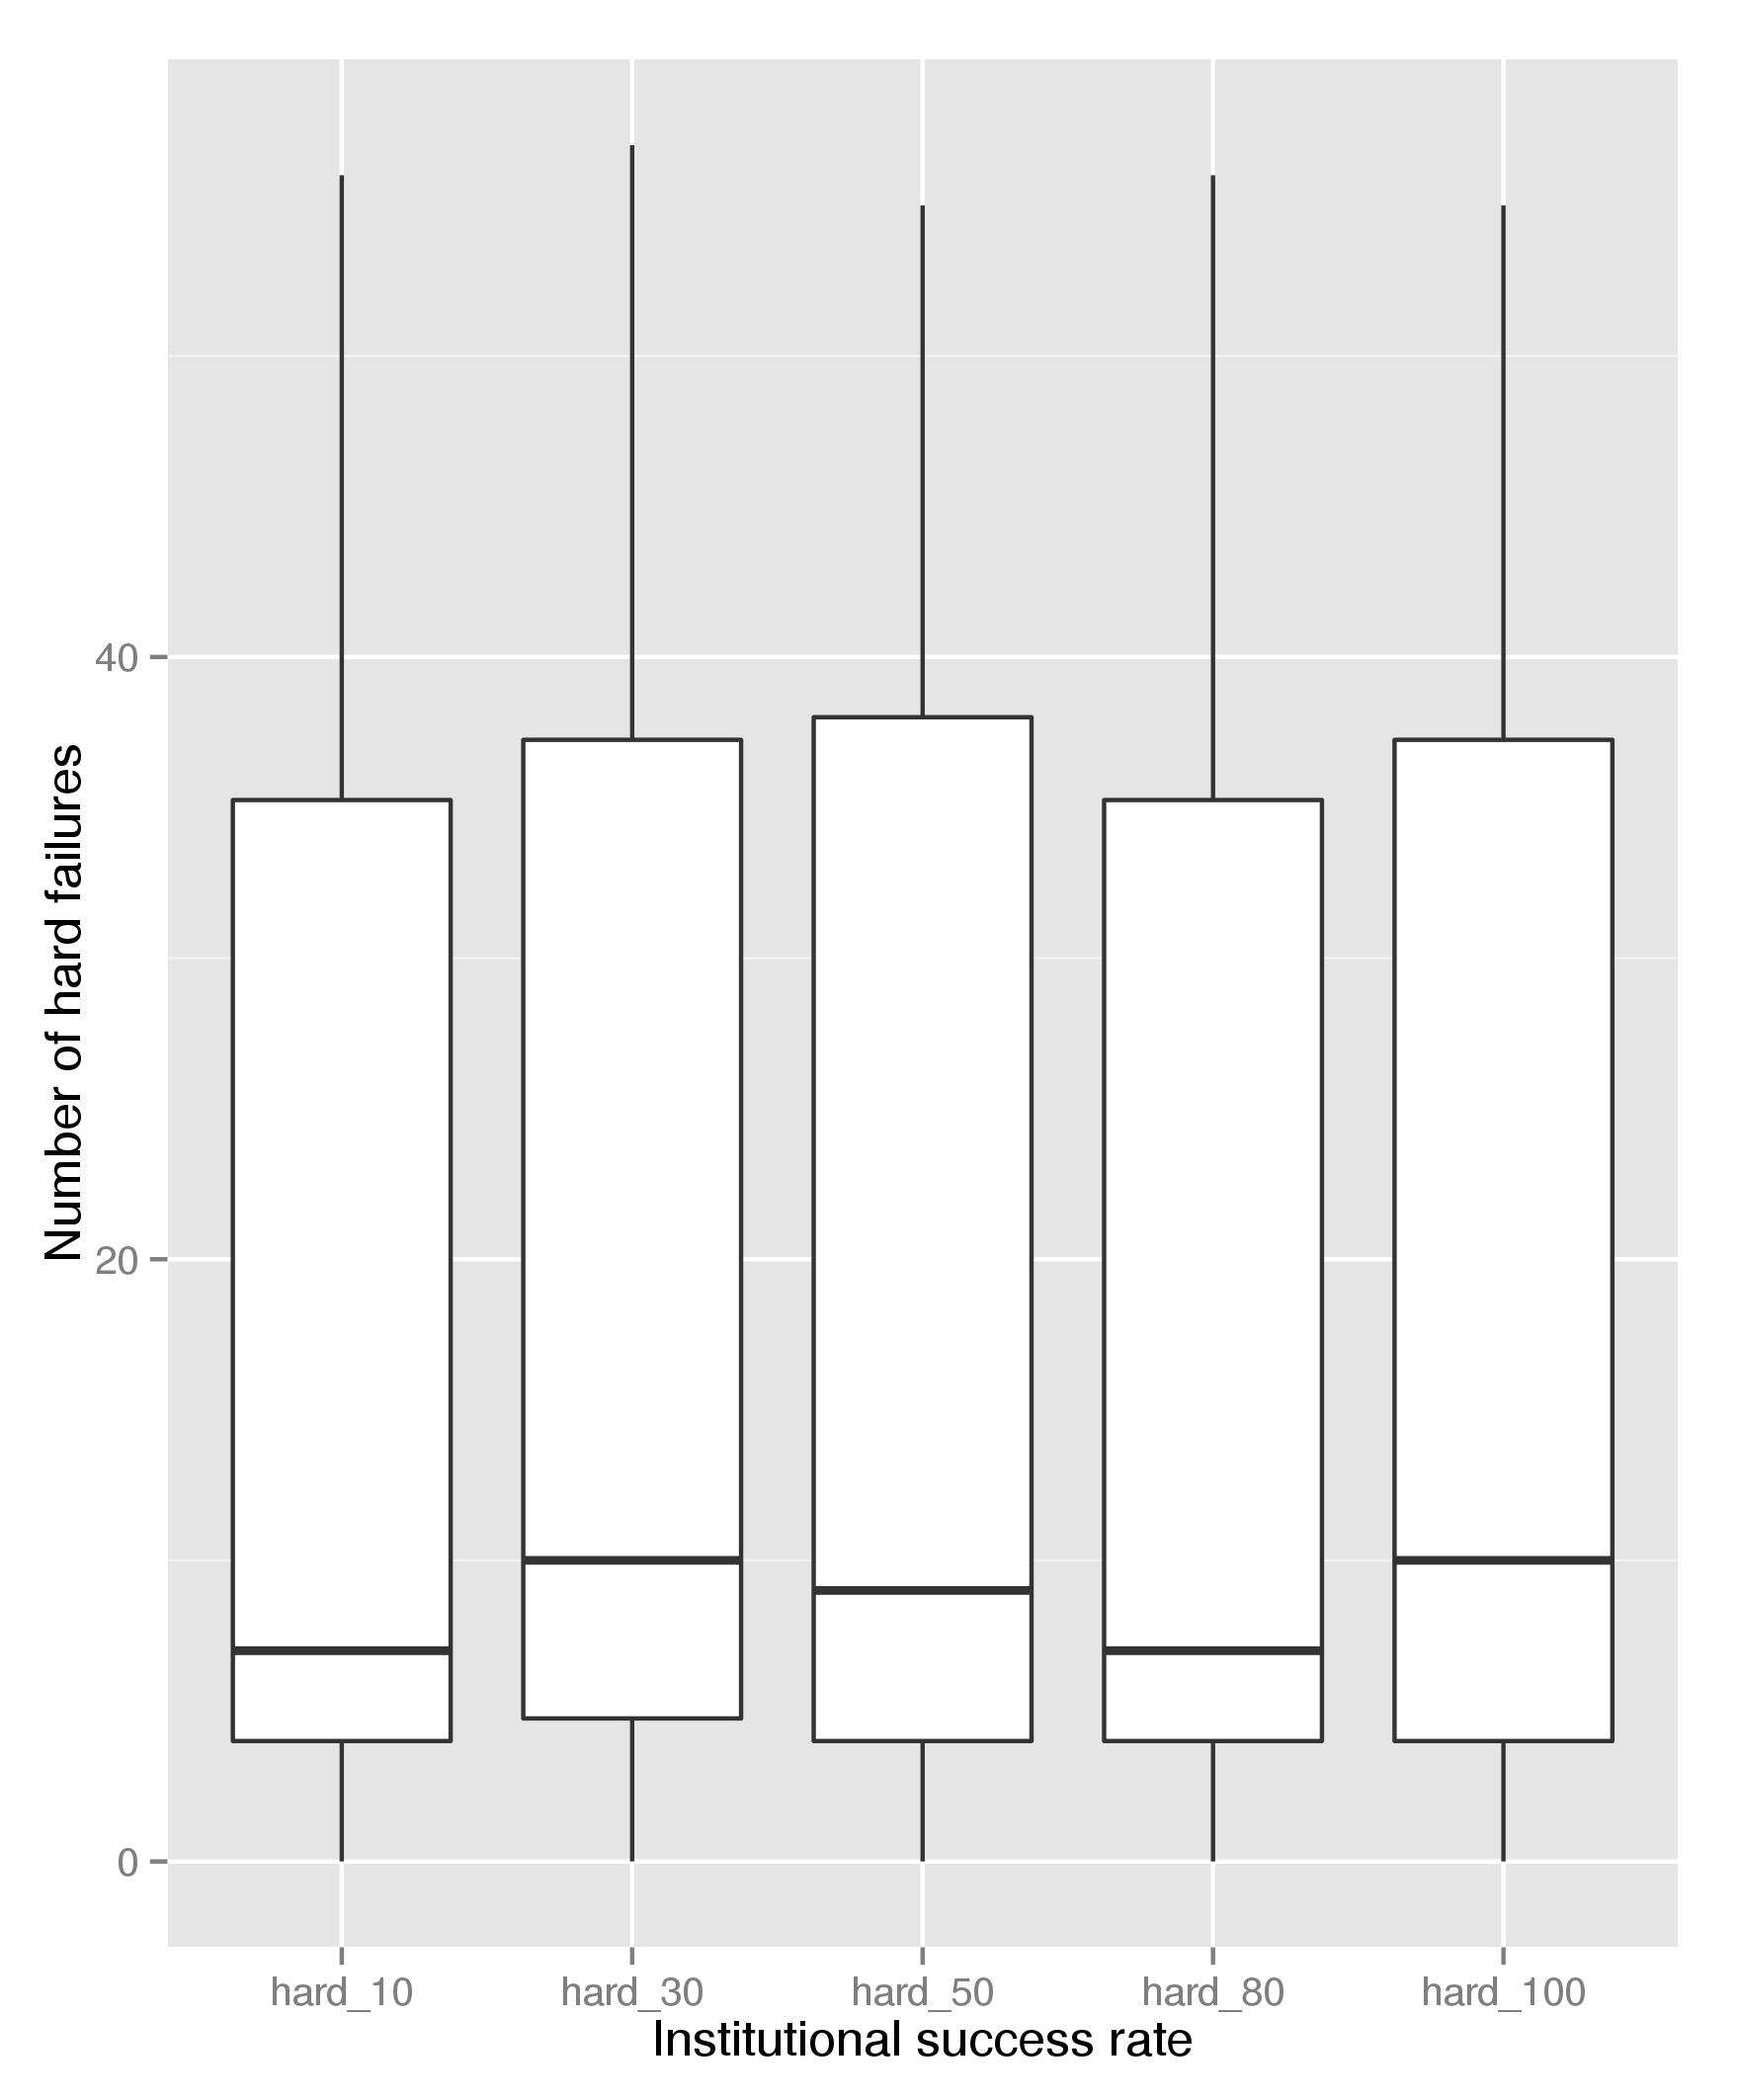 Number of hard failures
40
20
0
hard_10 hard_30 hard_50 hard_80 hard_100
Institutional success rate